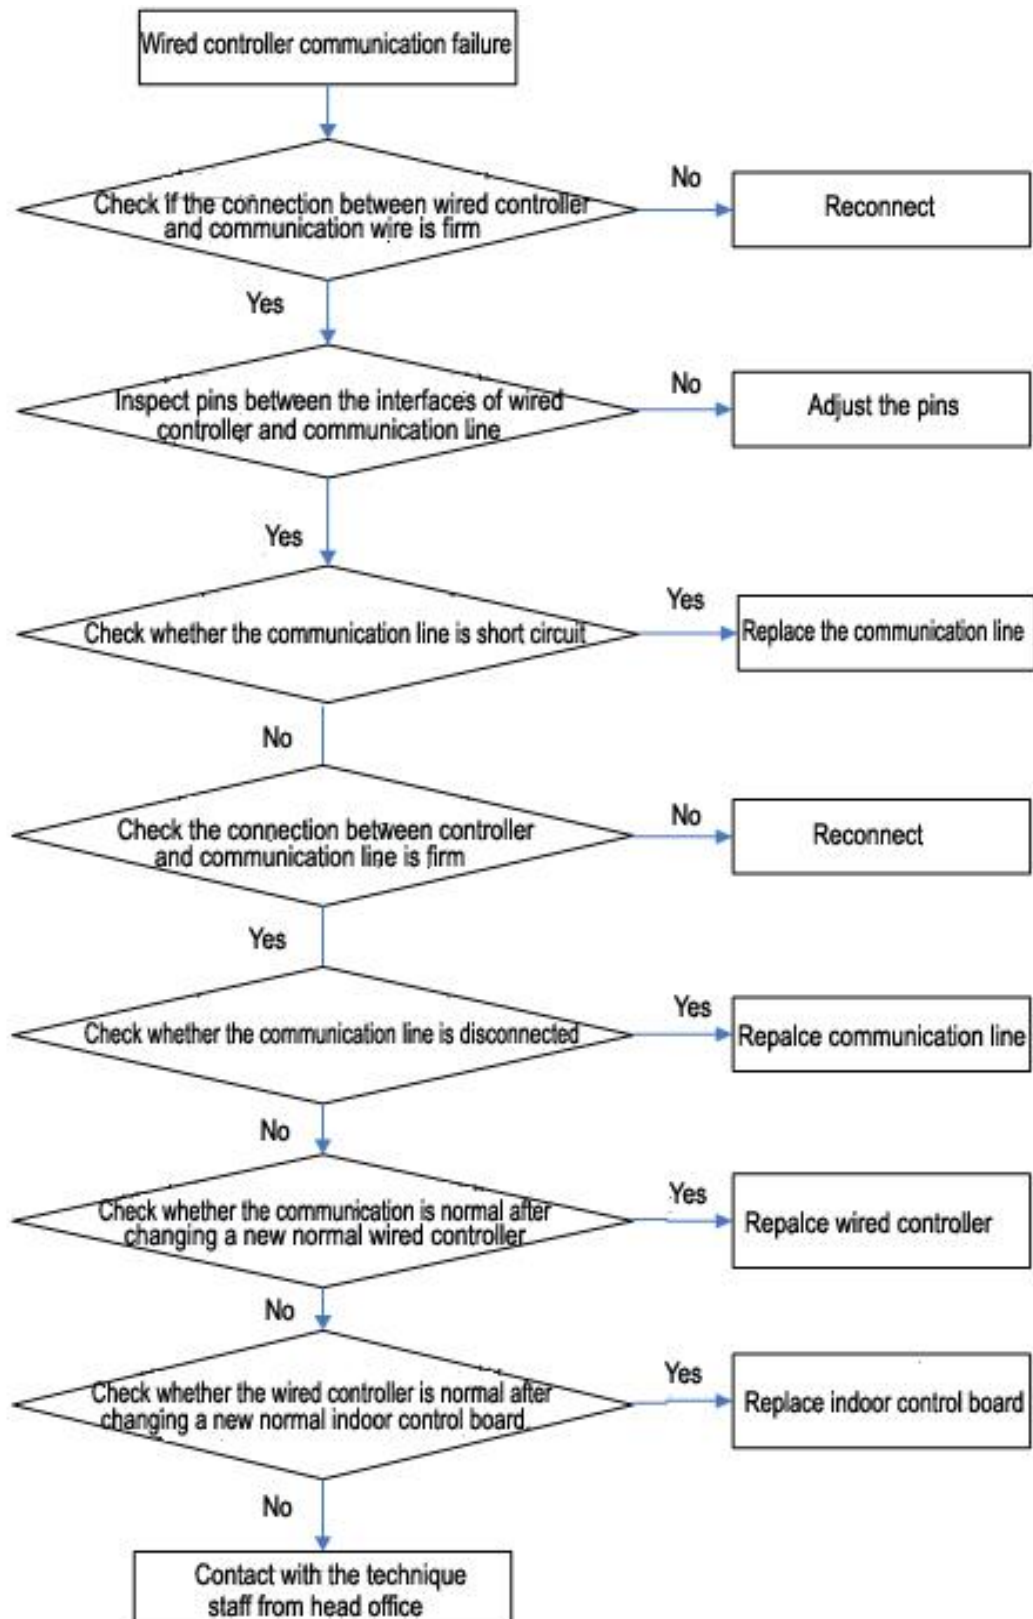 Wired controller communication failure
Check if the connection between wired controller
and communication wire is firm
No
Reconnect
Yes
Inspect pins between the interfaces of wired
controller and communication line
No
Adjust the pins
Yes
Check whether the communication line is short circuit
Yes
Replace the communication line
No
Check the connection between controller
and communication line is firm
No
Reconnect
Yes
Check whether the communication line is disconnected
Yes
Repalce communication line
No
Check whether the communication is normal after
changing a new normal wired controller
Yes
Repalce wired controller
No
Check whether the wired controller is normal after
changing a new normal indoor control board
Yes
Replace indoor control board
No
Contact with the technique
staff from head office